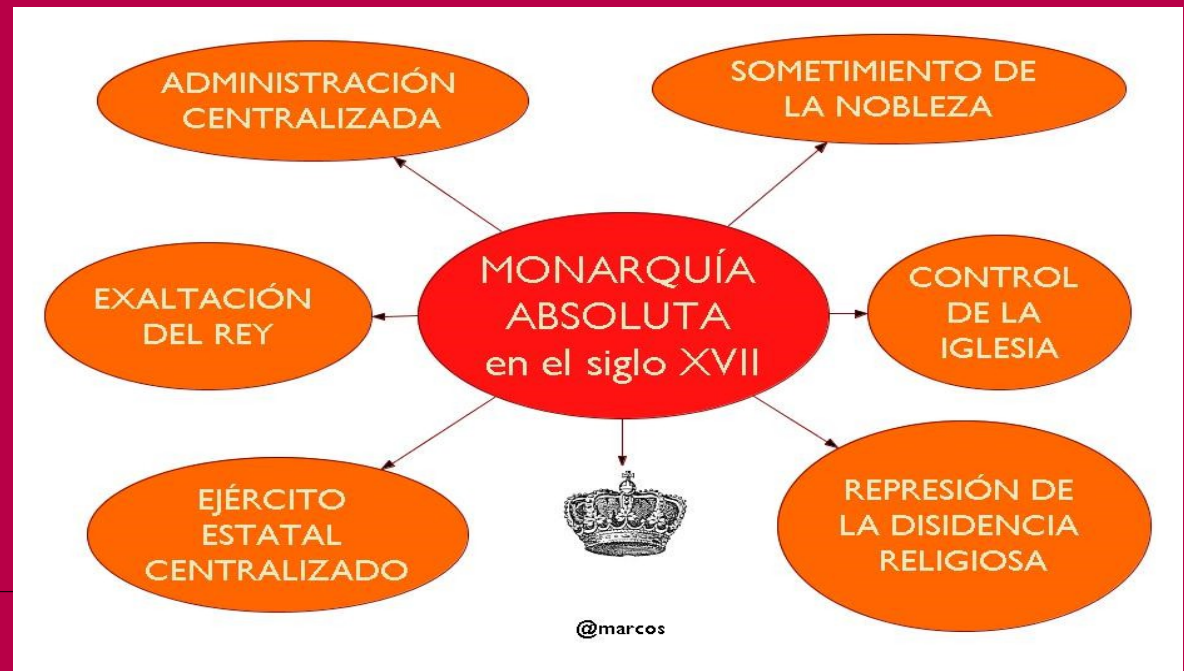 ADMINISTRACIÓN
CENTRALIZADA
SOMETIMIENTO DE
LA NOBLEZA
MONARQUÍA
ABSOLUTA
en el siglo XVII
EXALTACIÓN
DEL REY
CONTROL
DE LA
IGLESIA
EJÉRCITO
ESTATAL
CENTRALIZADO
REPRESIÓN DE
LA DISIDENCIA
RELIGIOSA
@marcos